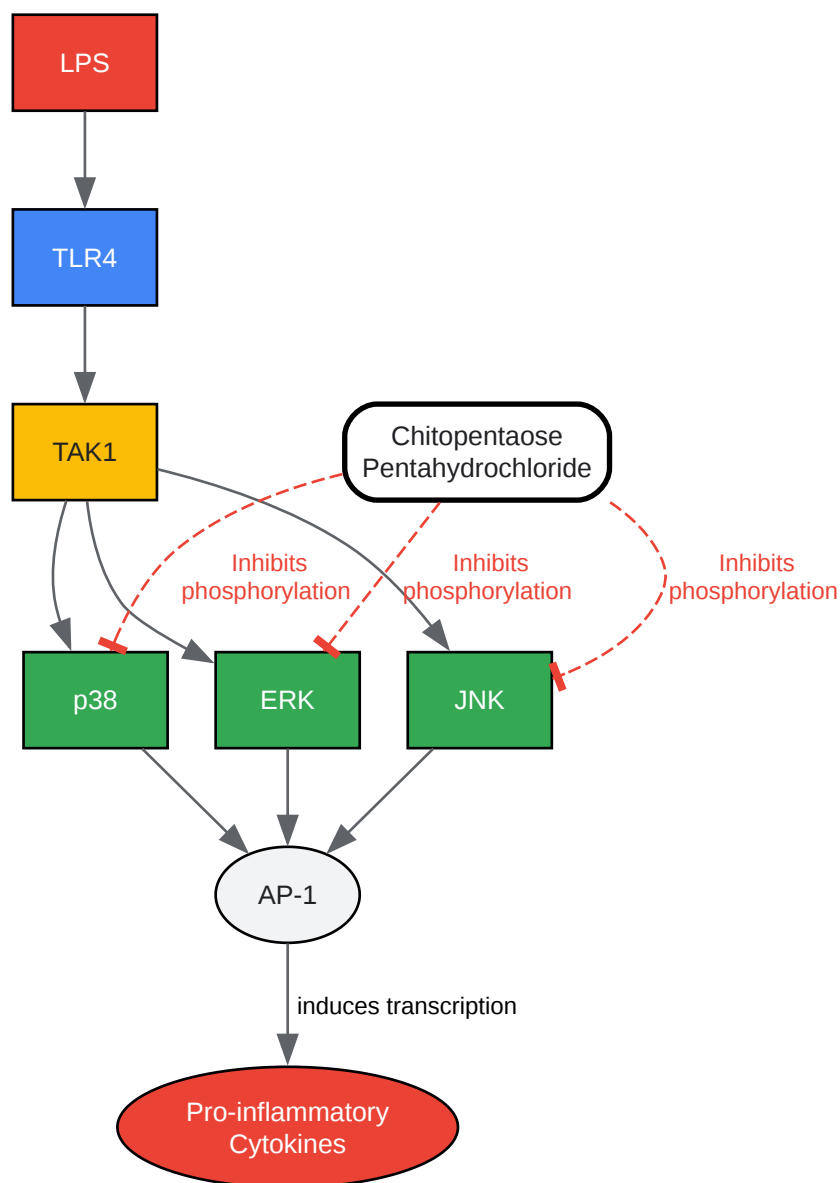 LPS
TLR4
TAK1
Chitopentaose
Pentahydrochloride
Inhibits
phosphorylation
Inhibits
phosphorylation
Inhibits
phosphorylation
p38
ERK
JNK
AP-1
induces transcription
Pro-inflammatory
Cytokines